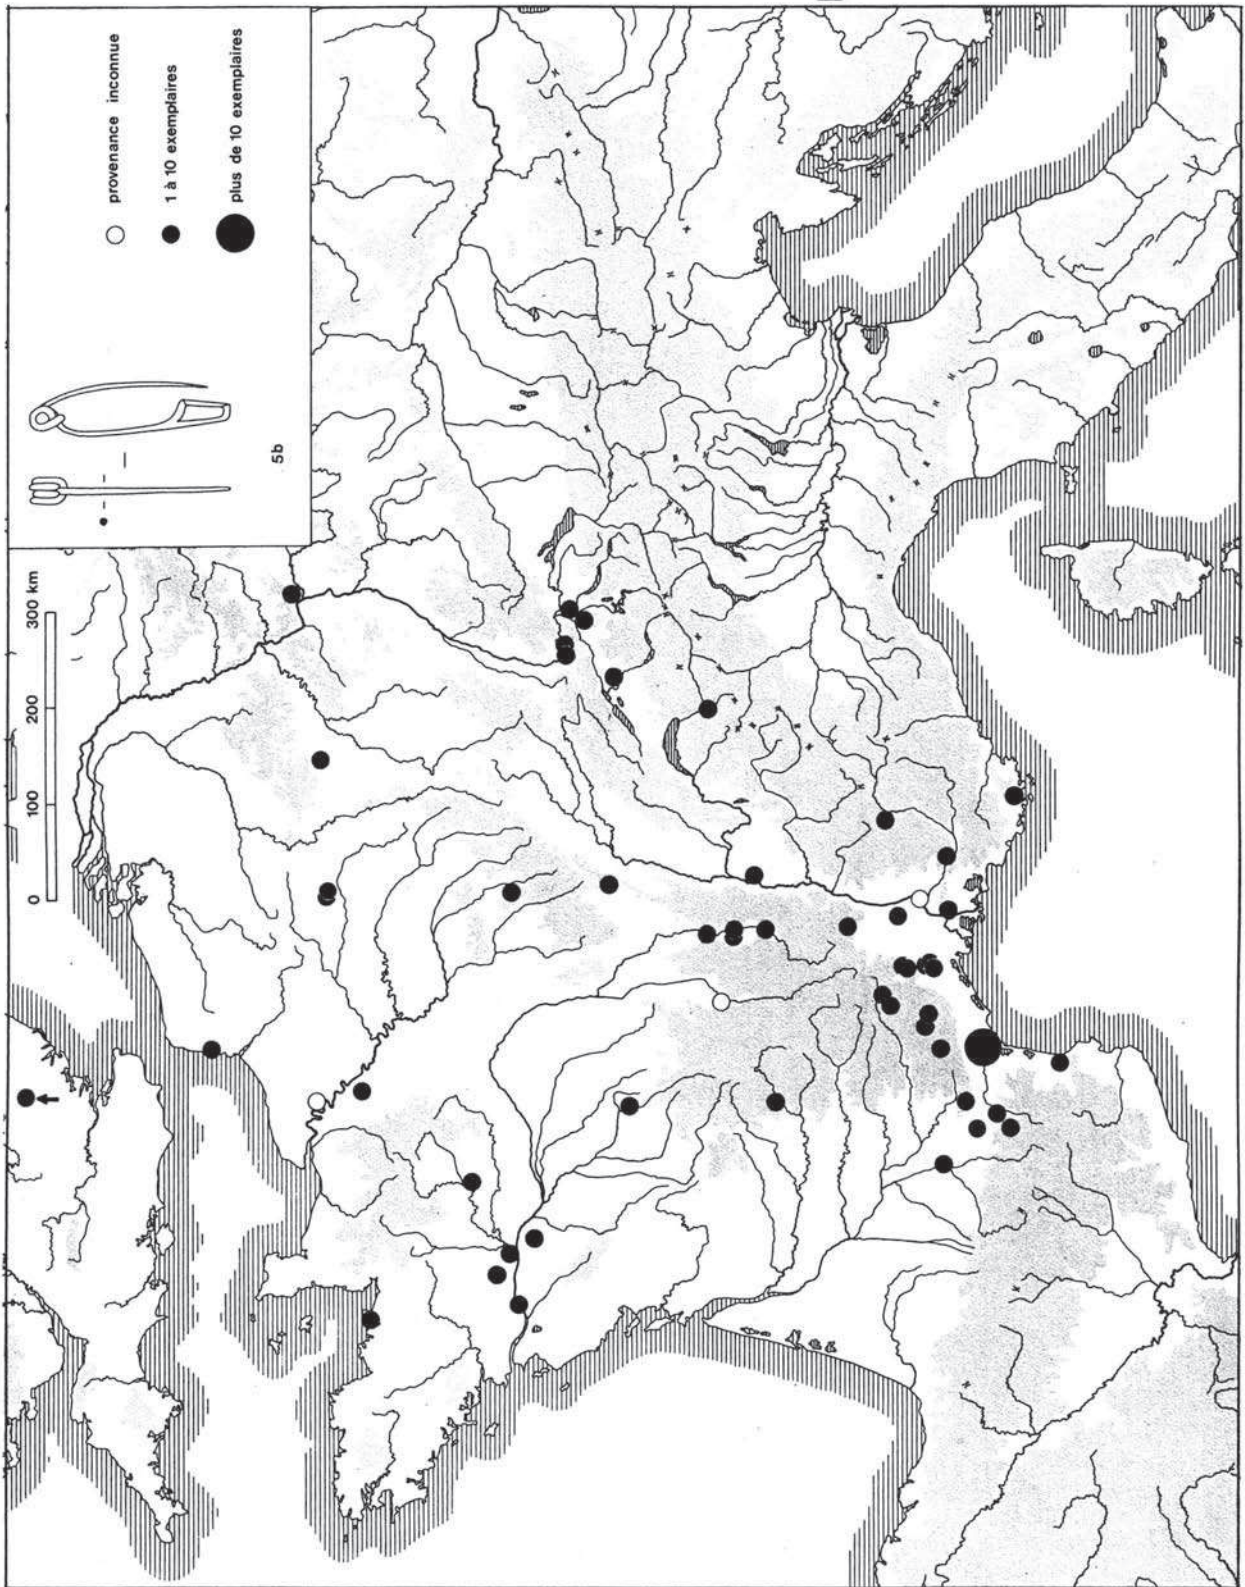 provenance inconnue
1 à 10 exemplaires
plus de 10 exemplaires
5b
0 100 200 300 km